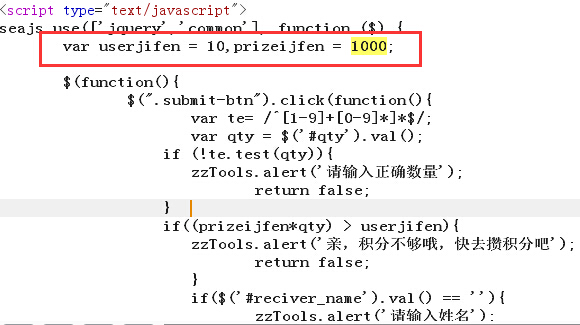 <script type="text/javascript">
seajs.use(['jquery','common'], function ($) {
var userjifen = 10,prizeijfen = 1000;
$(function(){
$(".submit-btn").click(function(){
var te= /^[1-9]+[0-9]*]*$/;
var qty = $('#qty').val();
if (!te.test(qty)){
zzTools.alert('请输入正确数量');
return false;
}
if((prizeijfen*qty) > userjifen){
zzTools.alert('亲，积分不够哦，快去攒积分吧');
return false;
}
if($('#reciver_name').val() == ''){
zzTools.alert('请输入姓名');